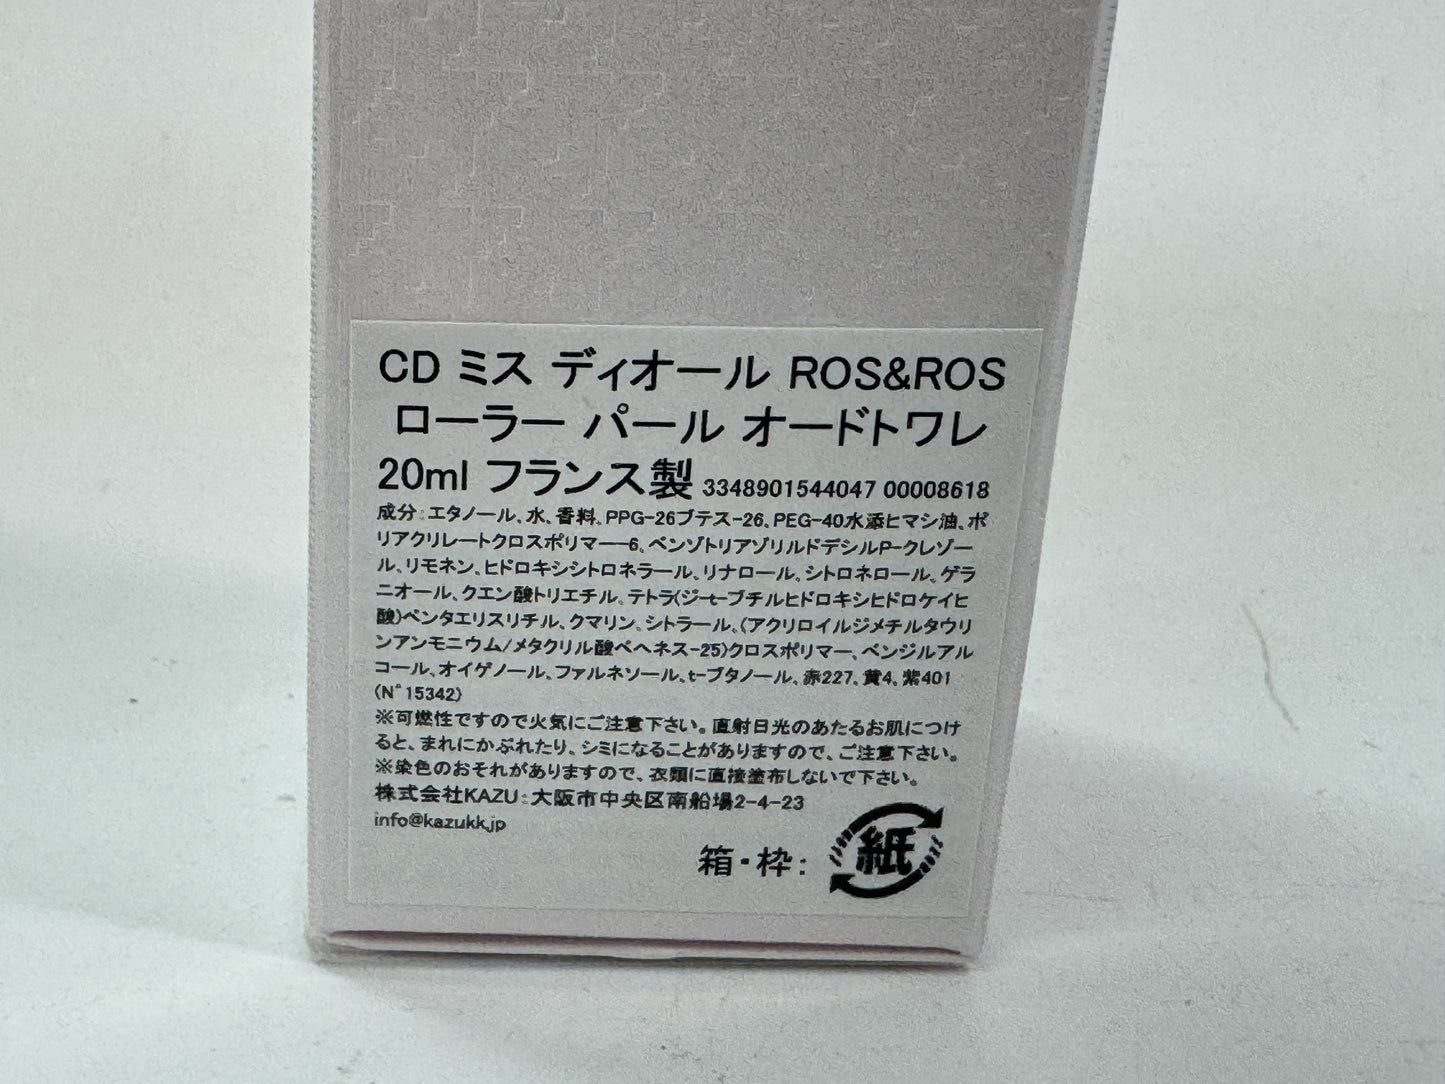 CD ミス ディオール ROS&ROS
ローラー パール オードトワレ
20ml フランス製 3348901544047 00008618
成分:エタノール、水、香料、PPG-26ブテス-26、PEG-40水添ヒマシ油、ポ
リアクリレートクロスポリマー-6、ベンゾトリアゾリルドデシルP-クレゾー
ル、リモネン、ヒドロキシシトロネラール、リナロール、シトロネロール、ゲラ
ニオール、クエン酸トリエチル、テトラ(ジ-t-ブチルヒドロキシヒドロケイヒ
酸)ペンタエリスリチル、クマリン、シトラール、(アクリロイルジメチルタウリ
ンアンモニウム/メタクリル酸ベヘネス-25)クロスポリマー、ベンジルアル
コール、オイゲノール、ファルネソール、t-ブタノール、赤227、黄4、紫401
(N°15342)
※可燃性ですので火気にご注意下さい。直射日光のあたるお肌につけ
ると、まれにかぶれたり、シミになることがありますので、ご注意下さい。
※染色のおそれがありますので、衣類に直接塗布しないで下さい。
株式会社KAZU:大阪市中央区南船場2-4-23
info@kazukk.jp
箱・枠: 紙